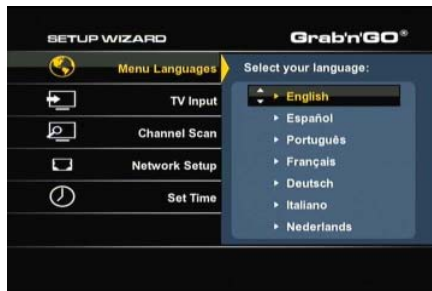 SETUP WIZARD
Grab'n'GO®
Menu Languages
TV Input
Channel Scan
Network Setup
Set Time
Select your language:
English
Español
Português
Français
Deutsch
Italiano
Nederlands